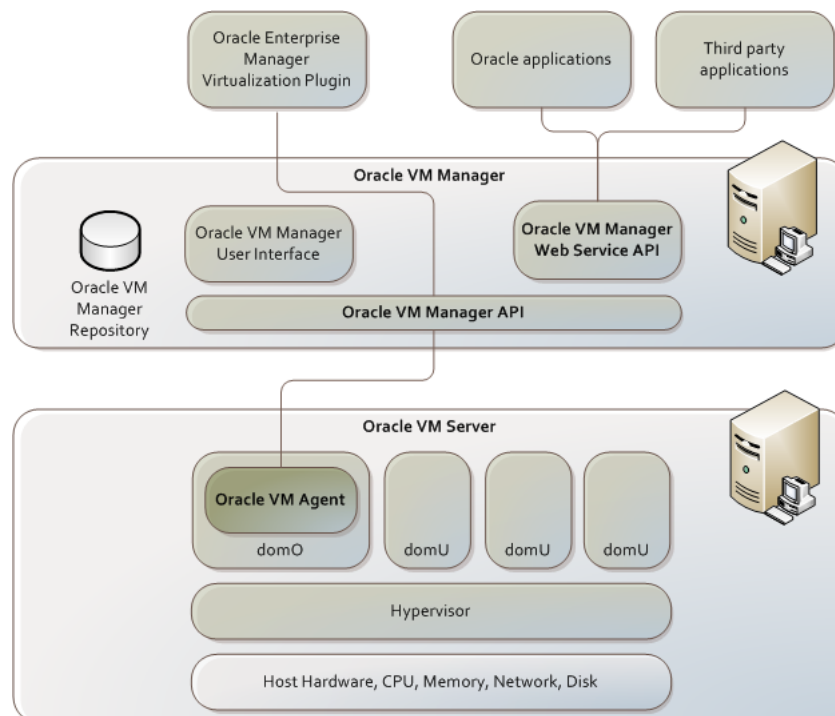 Oracle Enterprise
Manager
Virtualization Plugin
Oracle applications
Third party
applications
Oracle VM Manager
Oracle VM
Manager
Repository
Oracle VM Manager
User Interface
Oracle VM Manager
Web Service API
Oracle VM Manager API
Oracle VM Server
Oracle VM Agent
domO
domU
domU
domU
Hypervisor
Host Hardware, CPU, Memory, Network, Disk